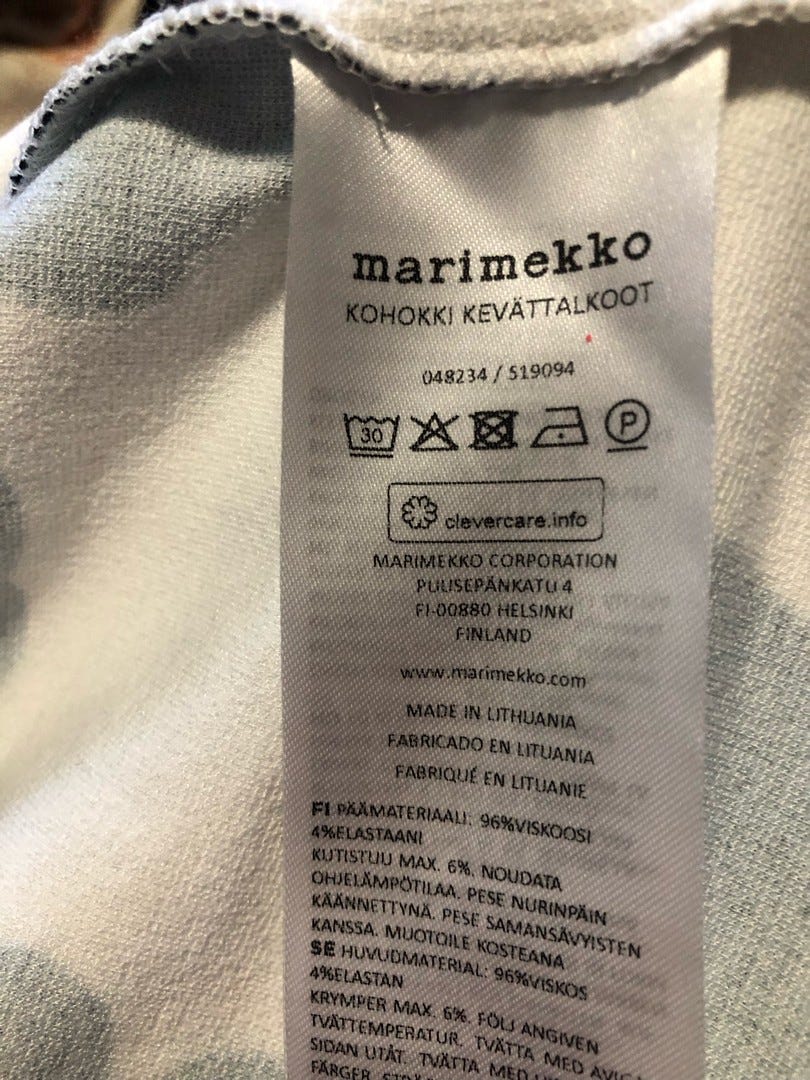 marimekko
KOHOKKI KEVÄTTALKOOT
048234 / 519094
30 P
clevercare.info
MARIMEKKO CORPORATION
PUUSEPÄNKATU 4
FI-00880 HELSINKI
FINLAND
www.marimekko.com
MADE IN LITHUANIA
FABRICADO EN LITUANIA
FABRIQUÉ EN LITUANIE
FI PÄÄMATERIAALI: 96%VISKOOSI
4%ELASTAANI
KUTISTUU MAX. 6%. NOUDATA
OHJELÄMPÖTILAA. PESE NURINPÄIN
KÄÄNNETTYNÄ. PESE SAMANSÄVYISTEN
KANSSA. MUOTOILE KOSTEANA
SE HUVUDMATERIAL: 96%VISKOS
4%ELASTAN
KRYMPER MAX. 6%. FÖLJ ANGIVEN
TVÄTTEMPERATUR. TVÄTTA MED
SIDAN UTÅT. TVÄTTA MED
FÄRGER.